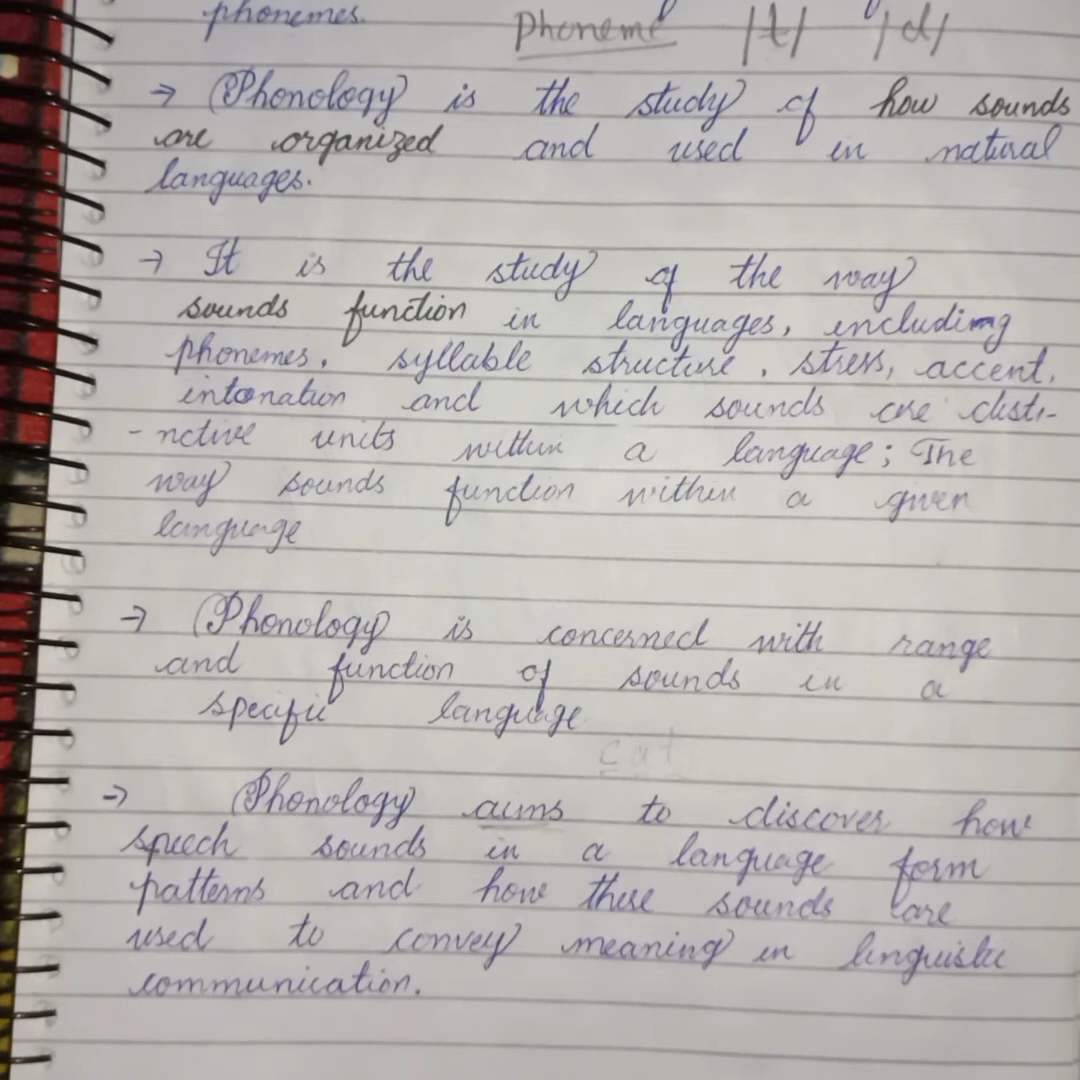 phonemes.
Phoneme /t/ /d/
→ Phonology is the study of how sounds
are organized and used in natural
languages.
→ It is the study of the way
sounds function in languages, including
phonemes, syllable structure, stress, accent,
intonation and which sounds are disti-
-nctive units within a language; The
way sounds function within a given
language
→ Phonology is concerned with range
and function of sounds in a
specific language
cat
→ Phonology aims to discover how
speech sounds in a language form
patterns and how these sounds are
used to convey meaning in linguistic
communication.